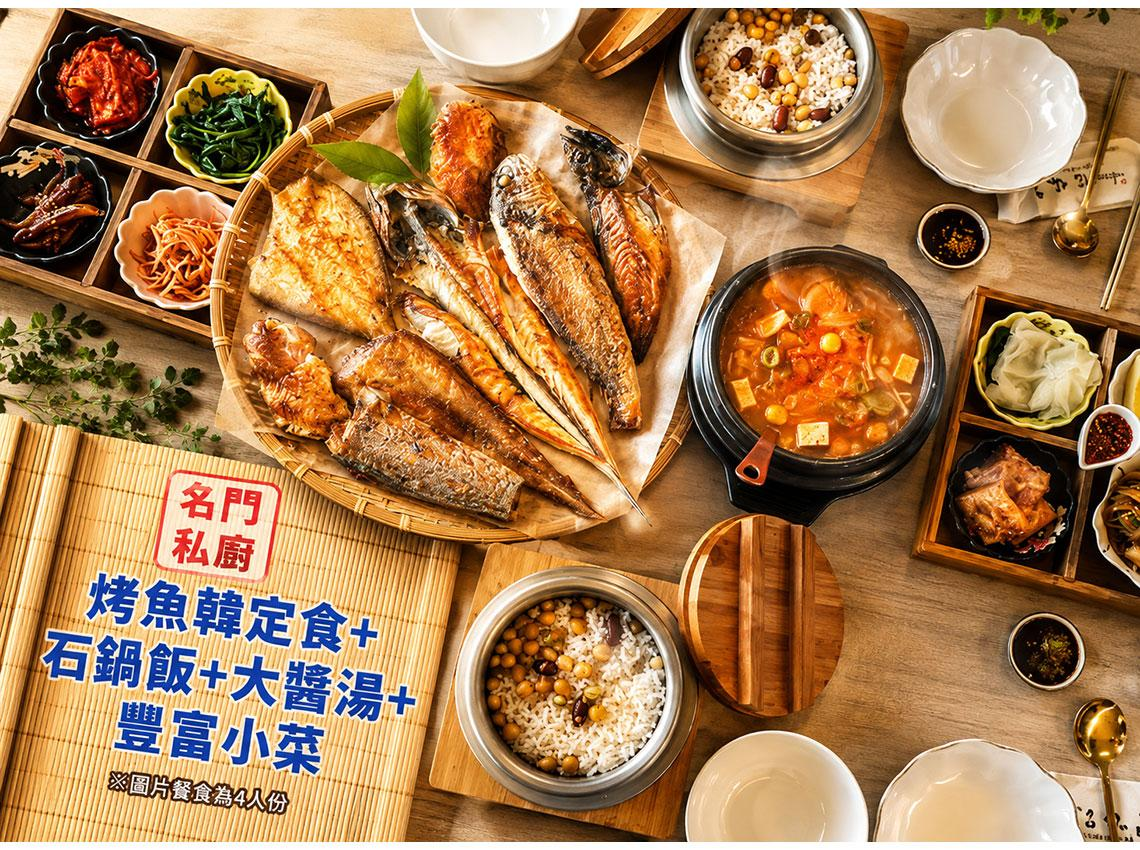 名門
私廚
烤魚韓定食+
石鍋飯+大醬湯+
豐富小菜
※圖片餐食為4人份